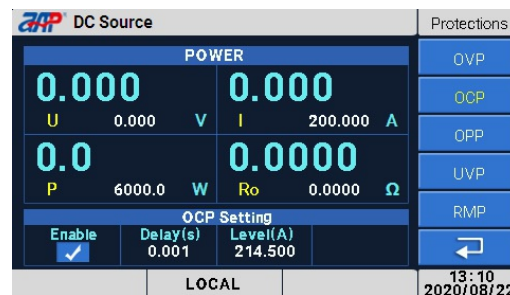 AAP DC Source
Protections
POWER
0.000
U 0.000 V
0.000
I 200.000 A
0.0
P 6000.0 W
0.0000
Ro 0.0000 Ω
OCP Setting
Enable Delay(s) Level(A)
0.001 214.500
OVP
OCP
OPP
UVP
RMP
LOCAL
13:10
2020/08/22